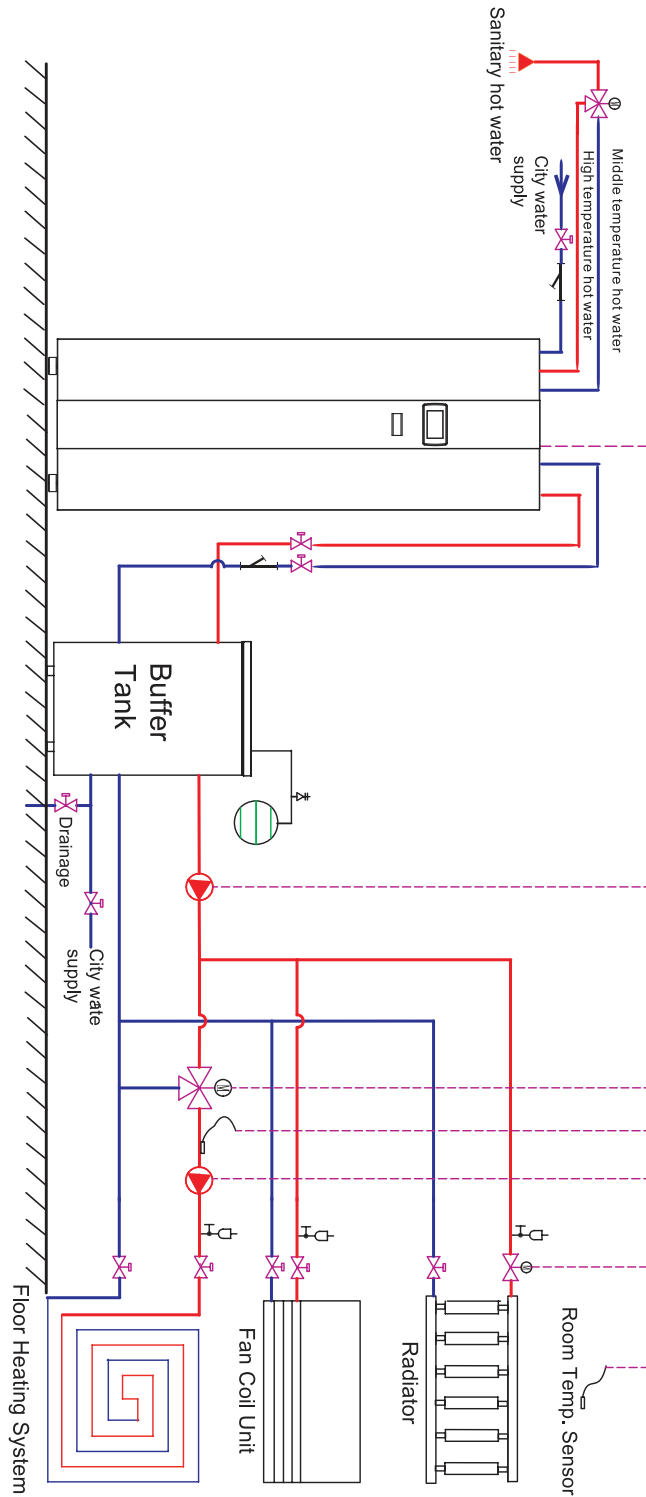 Sanitary hot water
City water
supply
High temperature hot water
Middle temperature hot water
Buffer
Tank
Drainage
City wate
supply
Floor Heating System
Fan Coil Unit
Radiator
Room Temp. Sensor
M
M